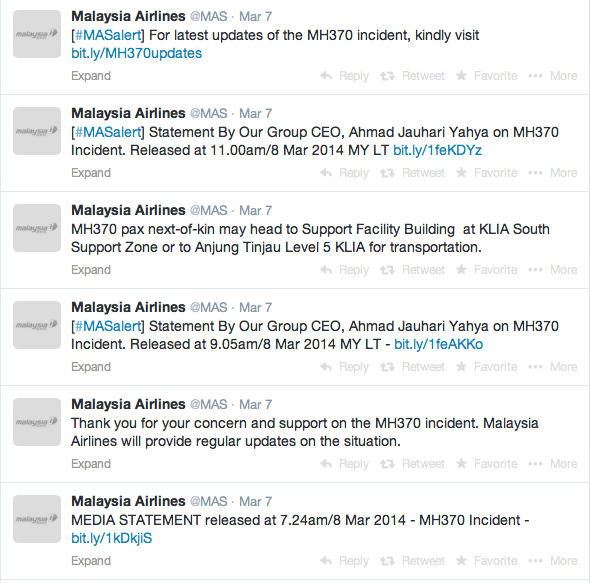 Malaysia Airlines @MAS · Mar 7
[#MASalert] For latest updates of the MH370 incident, kindly visit
bit.ly/MH370updates
Expand Reply Retweet Favorite More
malaysia
Malaysia Airlines @MAS · Mar 7
[#MASalert] Statement By Our Group CEO, Ahmad Jauhari Yahya on MH370
Incident. Released at 11.00am/8 Mar 2014 MY LT bit.ly/1feKDYz
Expand Reply Retweet Favorite More
malaysia
Malaysia Airlines @MAS · Mar 7
MH370 pax next-of-kin may head to Support Facility Building at KLIA South
Support Zone or to Anjung Tinjau Level 5 KLIA for transportation.
Expand Reply Retweet Favorite More
malaysia
Malaysia Airlines @MAS · Mar 7
[#MASalert] Statement By Our Group CEO, Ahmad Jauhari Yahya on MH370
Incident. Released at 9.05am/8 Mar 2014 MY LT - bit.ly/1feAKKo
Expand Reply Retweet Favorite More
malaysia
Malaysia Airlines @MAS · Mar 7
Thank you for your concern and support on the MH370 incident. Malaysia
Airlines will provide regular updates on the situation.
Expand Reply Retweet Favorite More
malaysia
Malaysia Airlines @MAS · Mar 7
MEDIA STATEMENT released at 7.24am/8 Mar 2014 - MH370 Incident -
bit.ly/1kDkjiS
Expand Reply Retweet Favorite More
malaysia